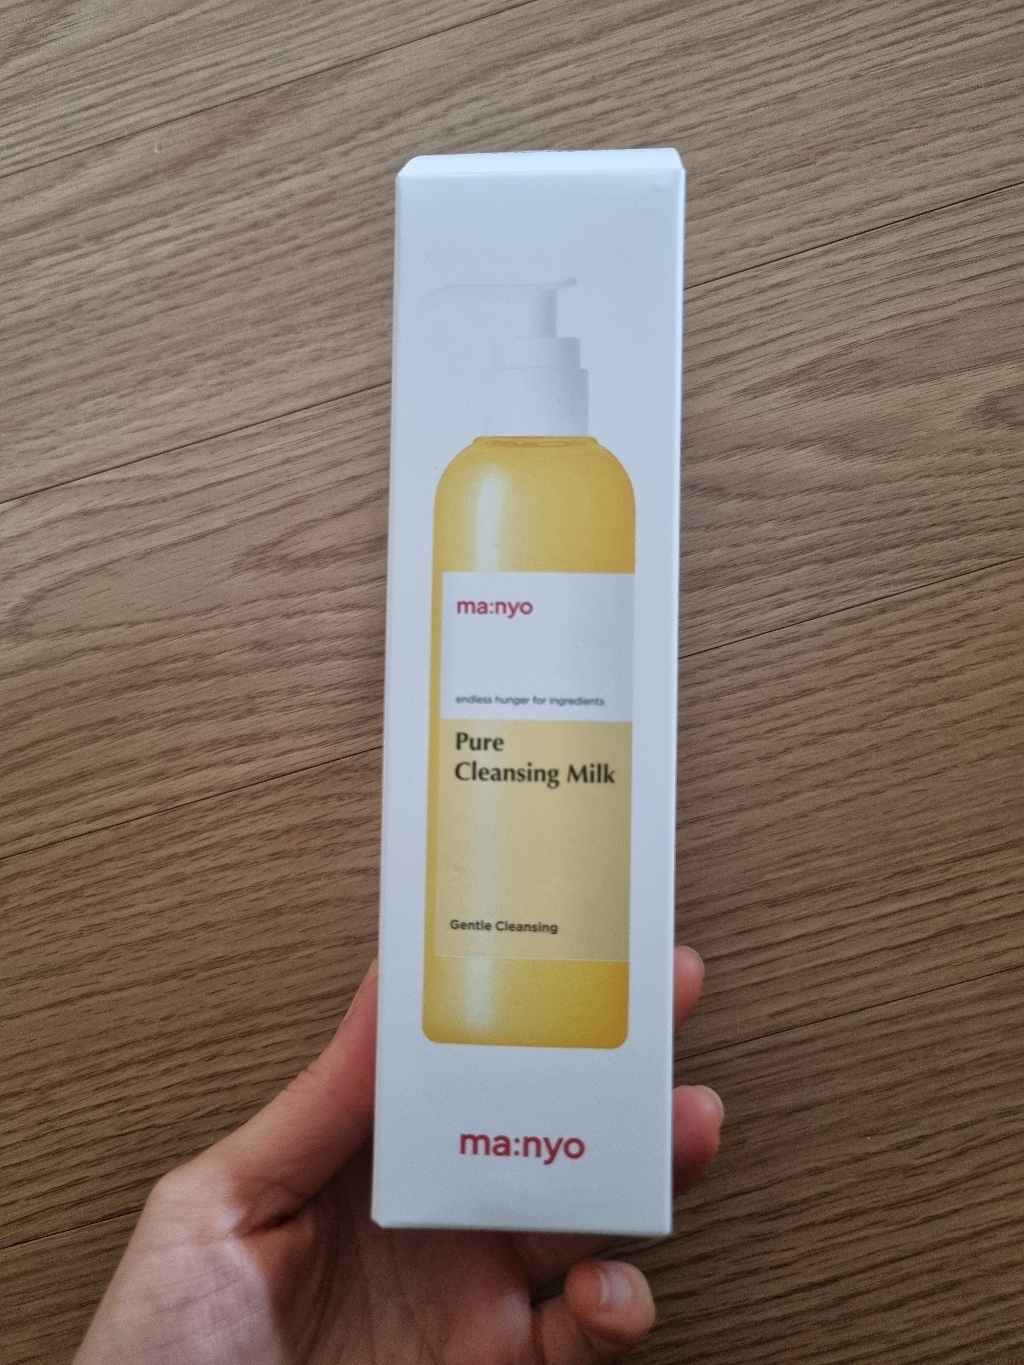 ma:nyo
endless hunger for ingredients
Pure
Cleansing Milk
Gentle Cleansing
ma:nyo